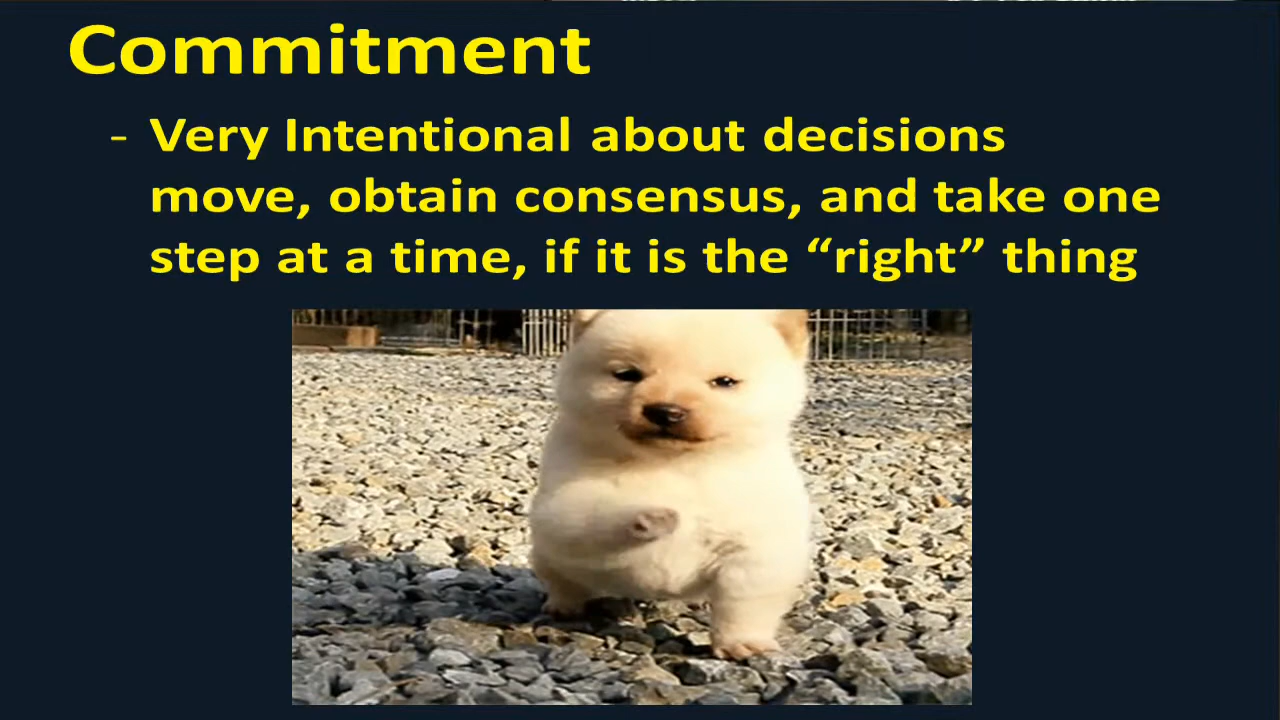 Commitment
- Very Intentional about decisions
move, obtain consensus, and take one
step at a time, if it is the “right” thing